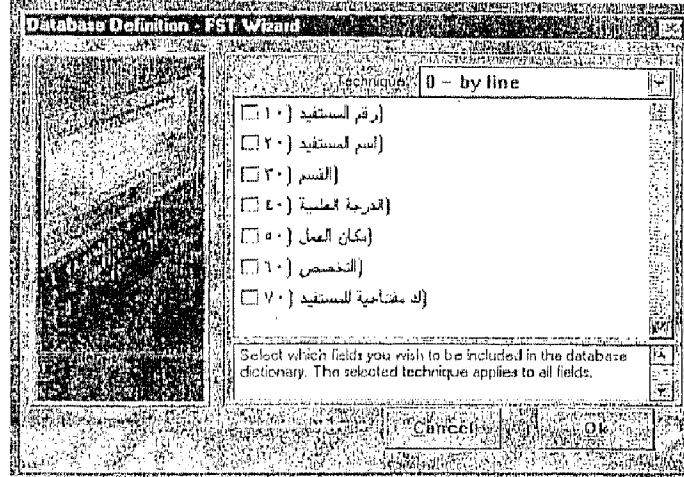 Database Definition - FST Wizard
Technique 0 - by line
(رقم المستفيد (١٠
(اسم المستفيد (٢٠
(القسم (٣٠
(الدرجة العلمية (٤٠
(مكان العمل (٥٠
(التخصص (٦٠
(ك مفتاحية للمستفيد (٧٠
Select which fields you wish to be included in the database
dictionary. The selected technique applies to all fields.
Cancel Ok